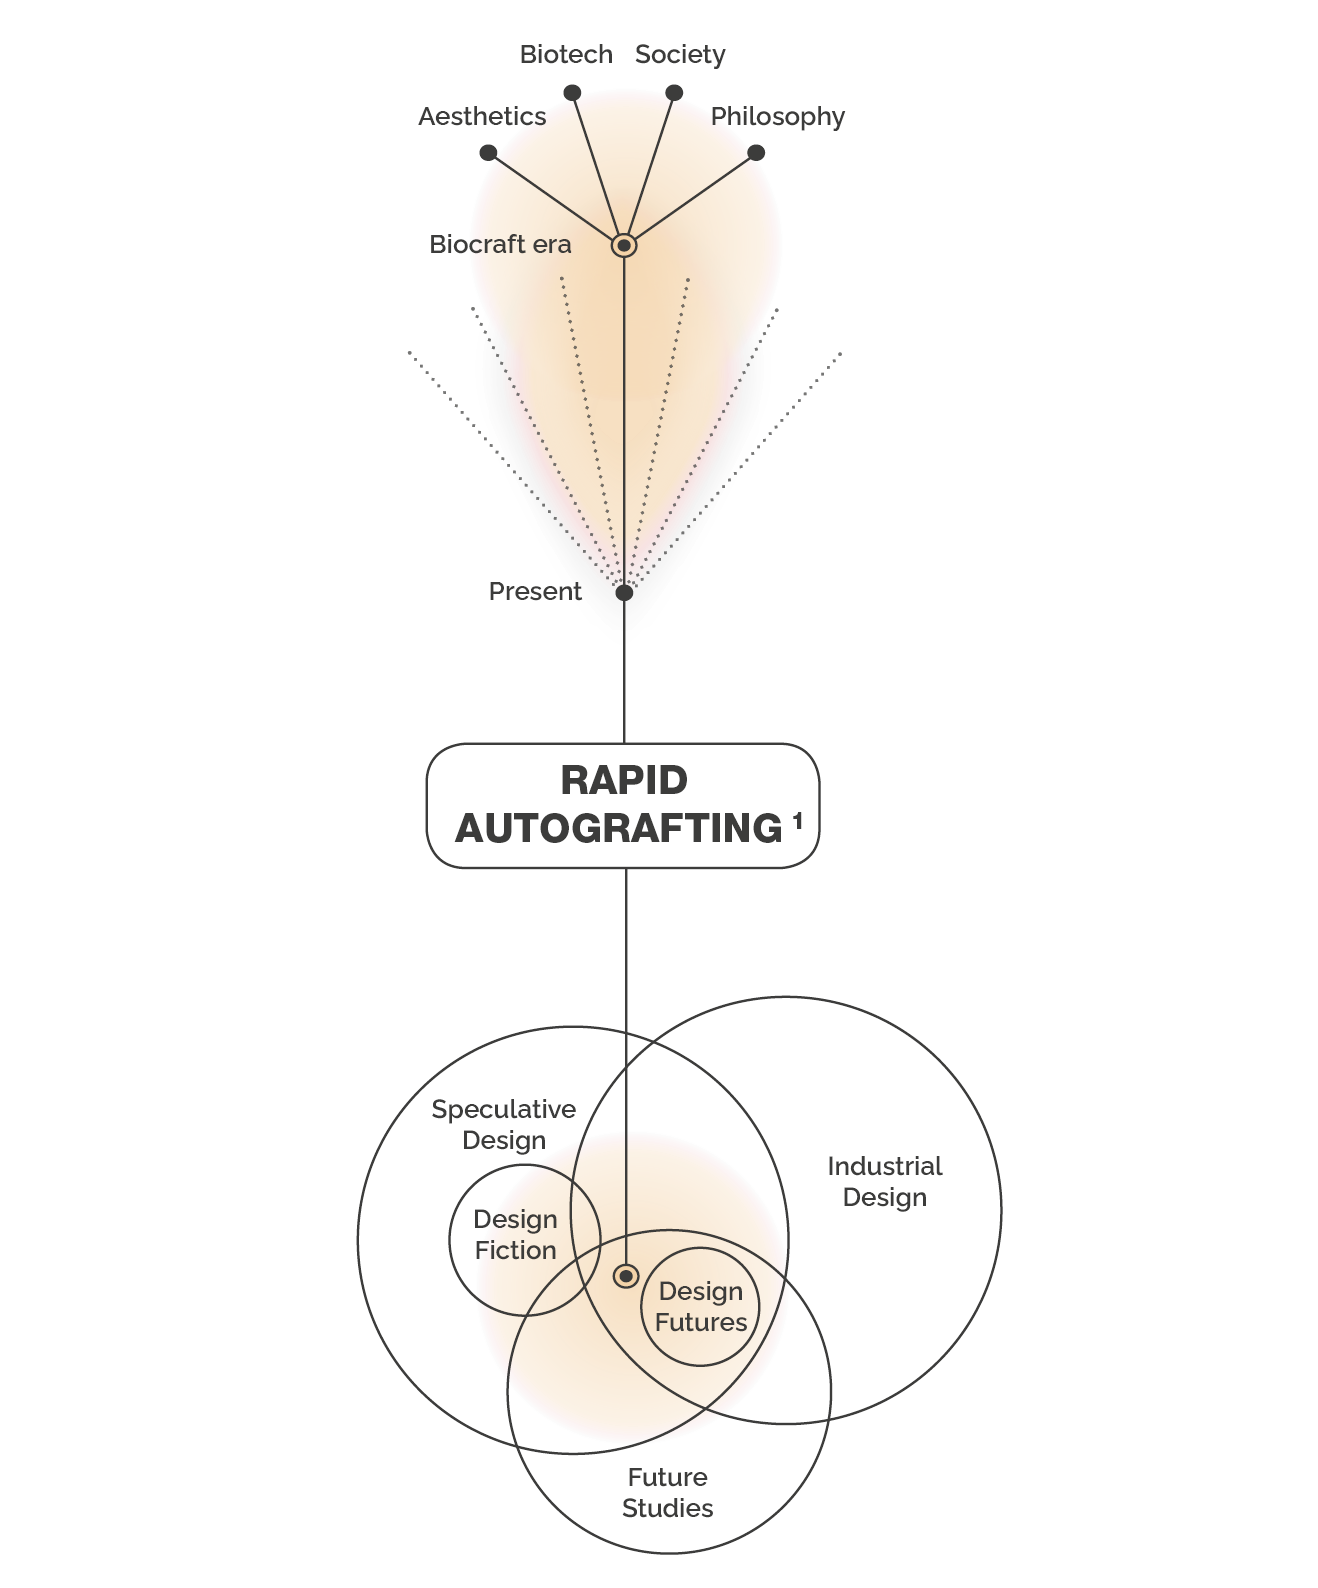 Biotech Society
Aesthetics
Philosophy
Biocraft era
Present
RAPID
AUTOGRAFTING ¹
Speculative
Design
Industrial
Design
Design
Fiction
Design
Futures
Future
Studies